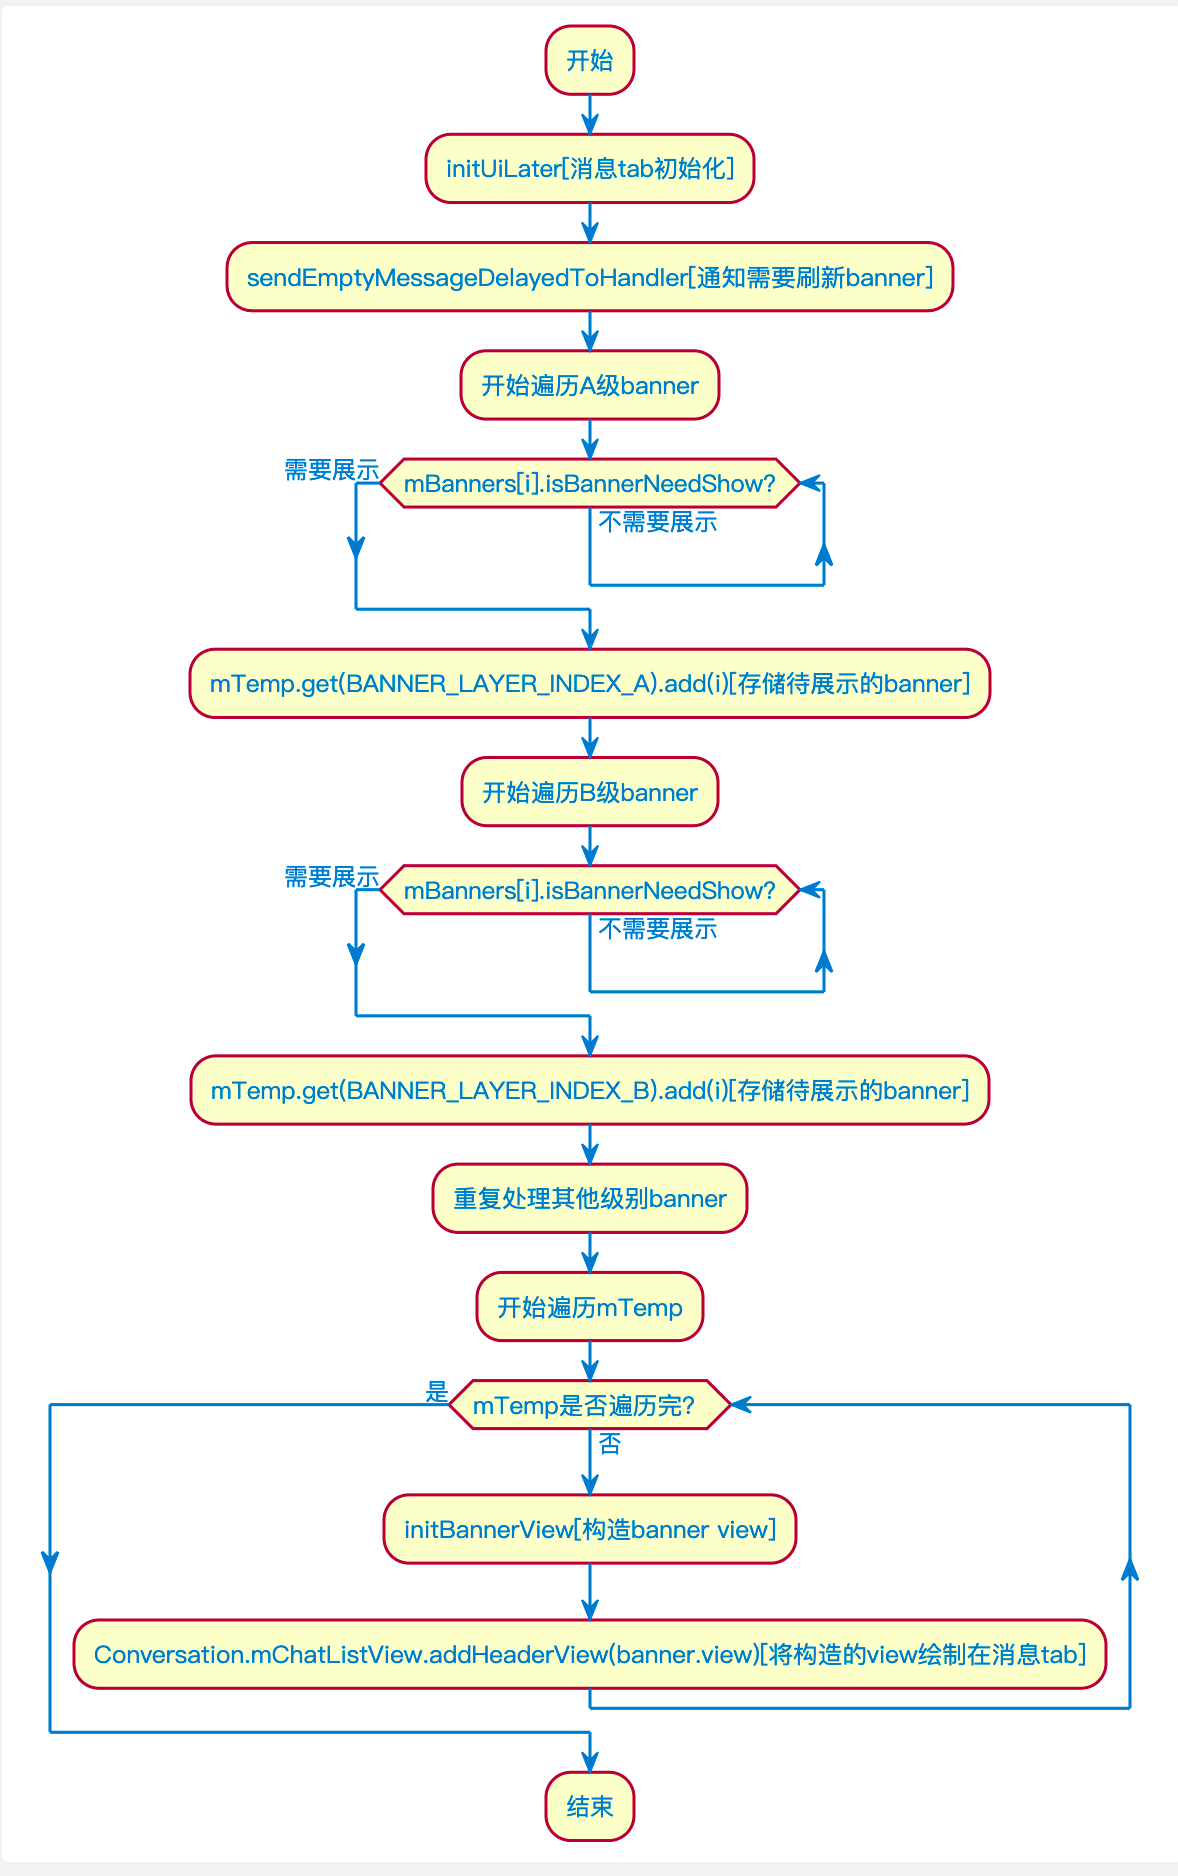 开始
initUiLater[消息tab初始化]
sendEmptyMessageDelayedToHandler[通知需要刷新banner]
开始遍历A级banner
需要展示
mBanners[i].isBannerNeedShow?
不需要展示
mTemp.get(BANNER_LAYER_INDEX_A).add(i)[存储待展示的banner]
开始遍历B级banner
需要展示
mBanners[i].isBannerNeedShow?
不需要展示
mTemp.get(BANNER_LAYER_INDEX_B).add(i)[存储待展示的banner]
重复处理其他级别banner
开始遍历mTemp
是
mTemp是否遍历完?
否
initBannerView[构造banner view]
Conversation.mChatListView.addHeaderView(banner.view)[将构造的view绘制在消息tab]
结束